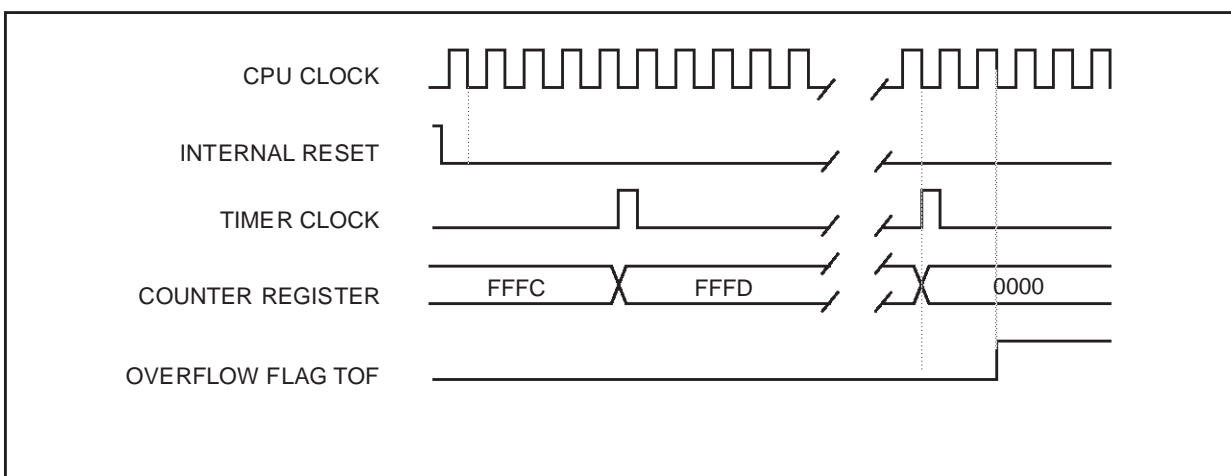 CPU CLOCK
INTERNAL RESET
TIMER CLOCK
COUNTER REGISTER
FFFC
FFFD
0000
OVERFLOW FLAG TOF